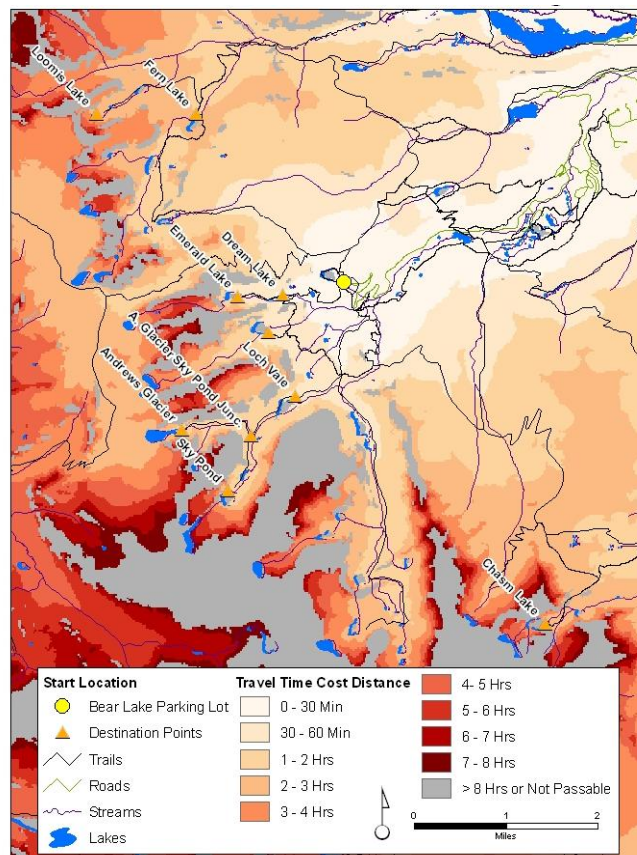 Loomis Lake
Fern Lake
Dream Lake
Emerald Lake
A. Glacier Sky Pond Junc.
Loch Vale
Andrews Glacier
Sky Pond
Chasm Lake
Start Location
Bear Lake Parking Lot
Destination Points
Trails
Roads
Streams
Lakes
Travel Time Cost Distance
0 - 30 Min
30 - 60 Min
1 - 2 Hrs
2 - 3 Hrs
3 - 4 Hrs
4- 5 Hrs
5 - 6 Hrs
6 - 7 Hrs
7 - 8 Hrs
> 8 Hrs or Not Passable
0 1 2
Miles